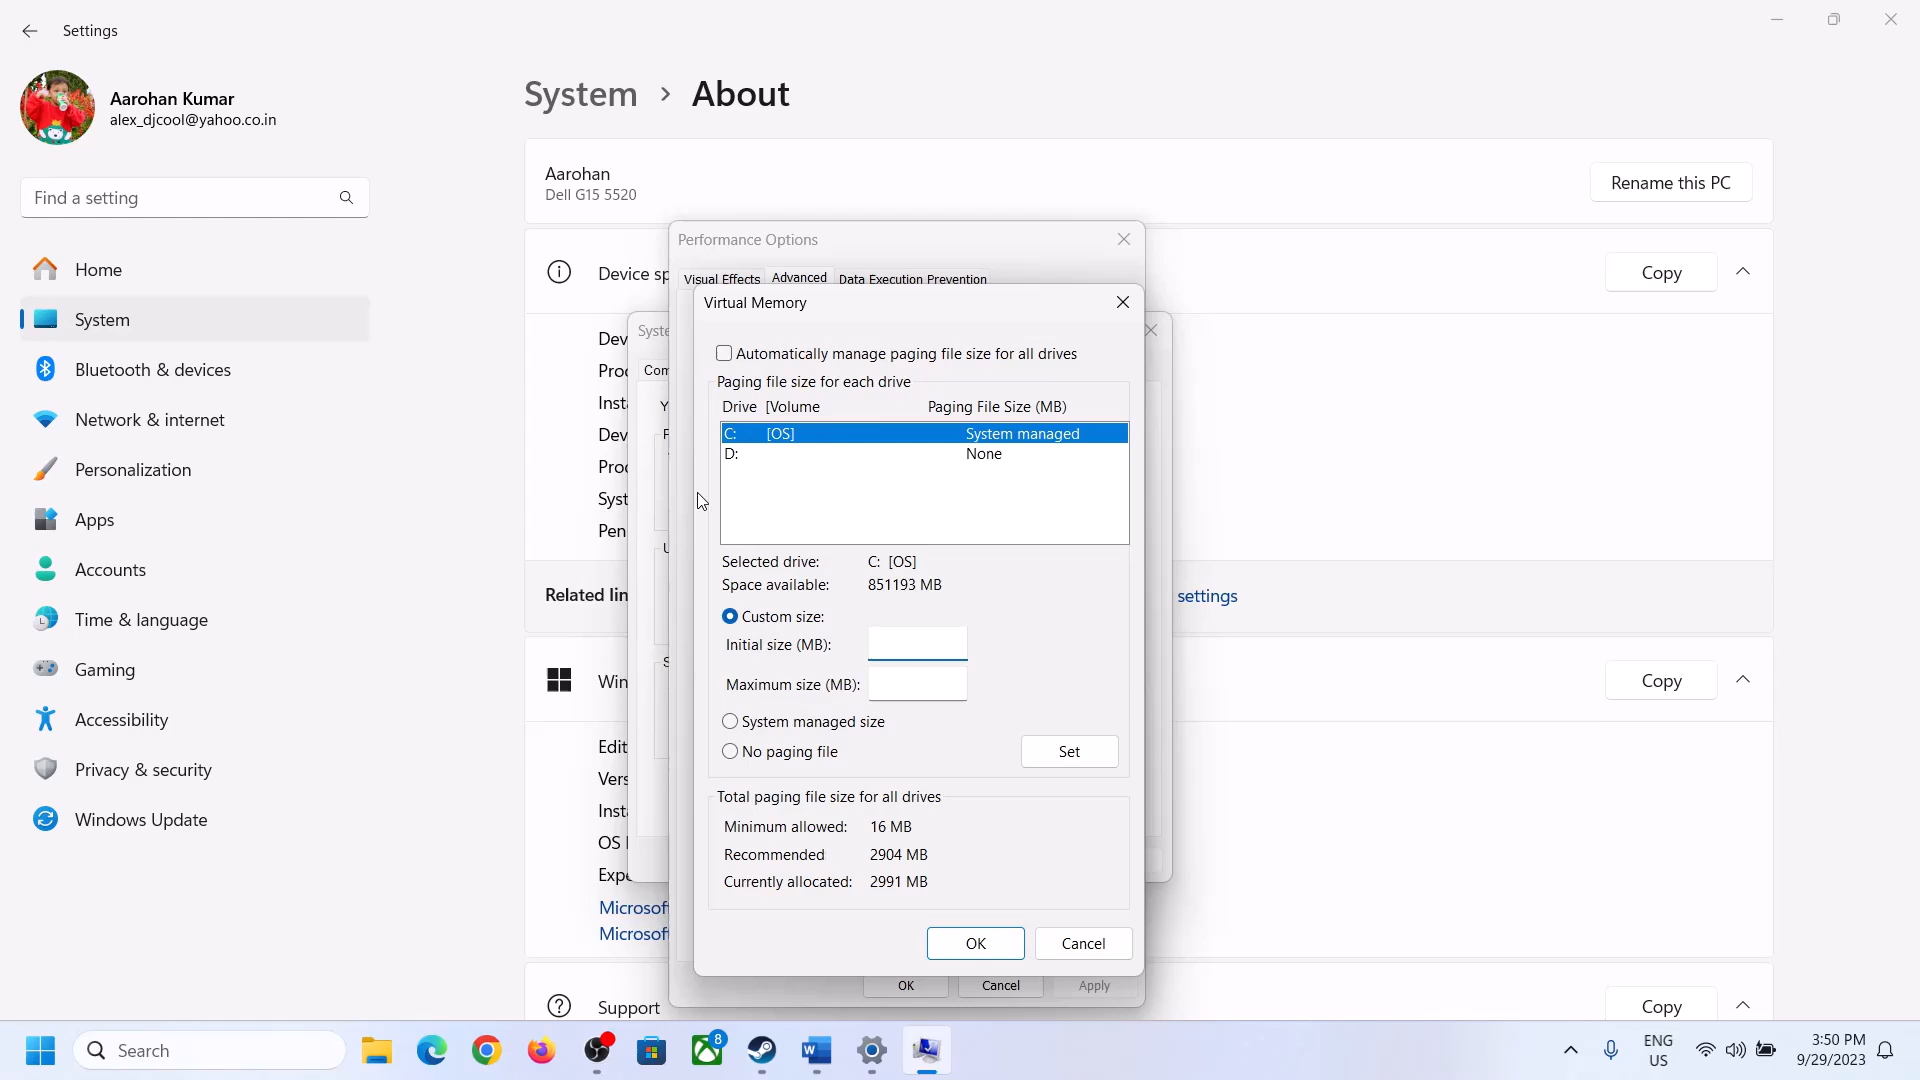 Settings
Aarohan Kumar
alex_djcool@yahoo.co.in
Find a setting
Home
System
Bluetooth & devices
Network & internet
Personalization
Apps
Accounts
Time & language
Gaming
Accessibility
Privacy & security
Windows Update
System > About
Aarohan
Dell G15 5520
Rename this PC
Device sp
Copy
Dev
Proc
Inst
Dev
Proc
Syst
Pen
Related lin
settings
Win
Copy
Edit
Vers
Inst
OS
Expe
Microsof
Microsof
Support
Copy
Syste
Com
Performance Options
Visual Effects Advanced Data Execution Prevention
OK Cancel Apply
Virtual Memory
Automatically manage paging file size for all drives
Paging file size for each drive
Drive [Volume Paging File Size (MB)
C: [OS] System managed
D: None
Selected drive: C: [OS]
Space available: 851193 MB
Custom size:
Initial size (MB):
Maximum size (MB):
System managed size
No paging file
Set
Total paging file size for all drives
Minimum allowed: 16 MB
Recommended 2904 MB
Currently allocated: 2991 MB
OK Cancel
Search
8
ENG
US
3:50 PM
9/29/2023